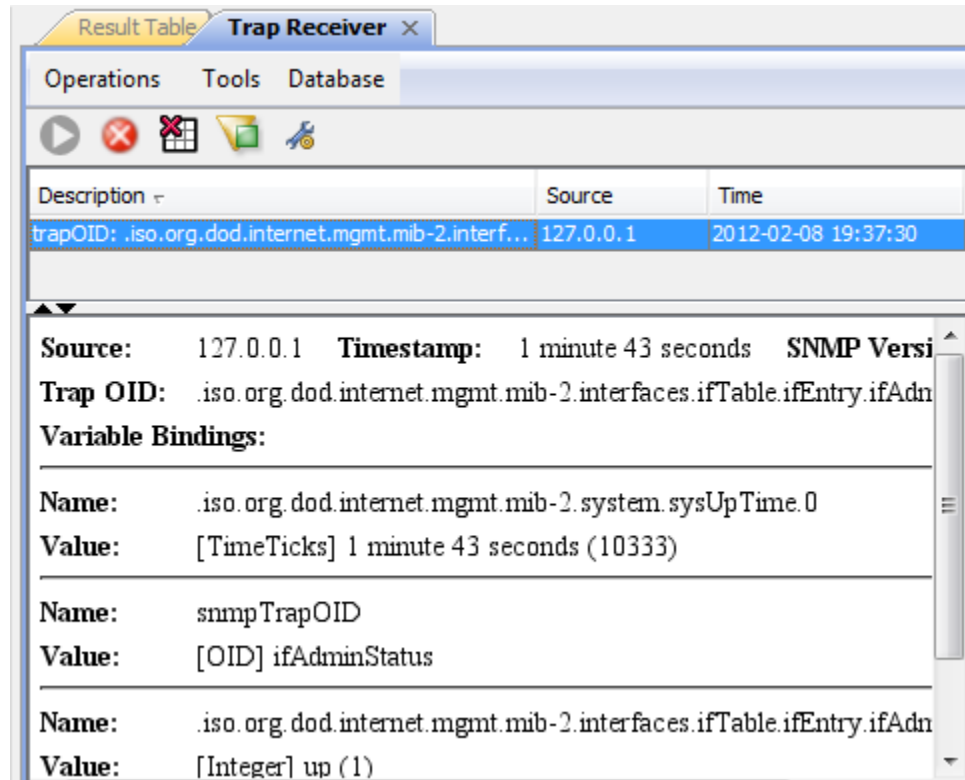 Result Table Trap Receiver
Operations Tools Database
Description Source Time
trapOID: .iso.org.dod.internet.mgmt.mib-2.interf... 127.0.0.1 2012-02-08 19:37:30
Source: 127.0.0.1 Timestamp: 1 minute 43 seconds SNMP Versi
Trap OID: .iso.org.dod.internet.mgmt.mib-2.interfaces.ifTable.ifEntry.ifAdm
Variable Bindings:
Name: .iso.org.dod.internet.mgmt.mib-2.system.sysUpTime.0
Value: [TimeTicks] 1 minute 43 seconds (10333)
Name: snmpTrapOID
Value: [OID] ifAdminStatus
Name: .iso.org.dod.internet.mgmt.mib-2.interfaces.ifTable.ifEntry.ifAdm
Value: [Integer] up (1)